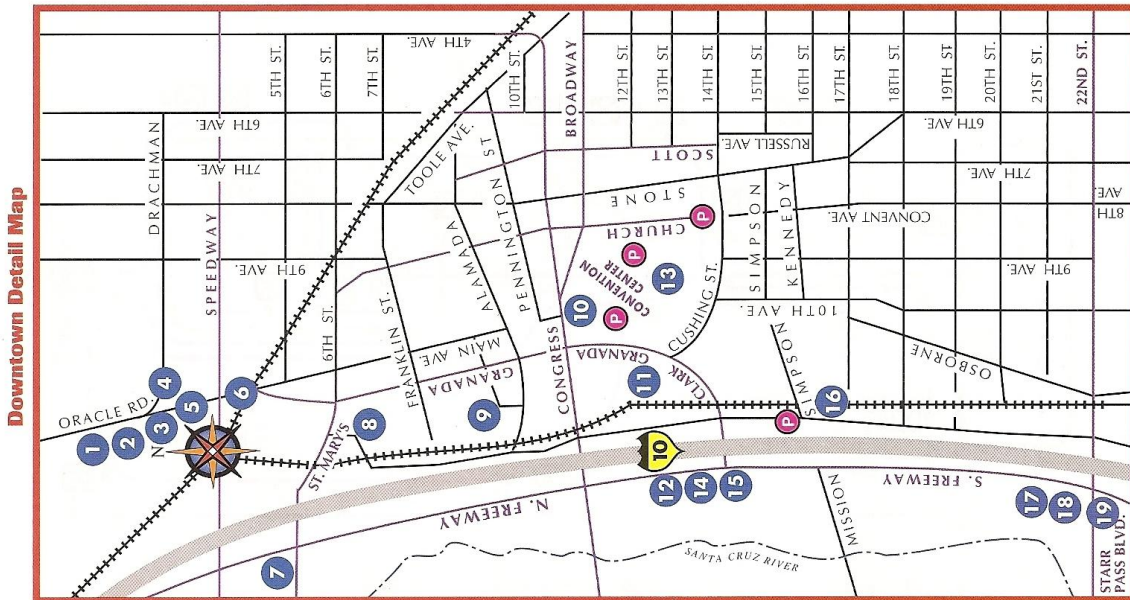 Downtown Detail Map
4TH AVE.
5TH ST.
6TH ST.
7TH ST.
10TH ST.
BROADWAY
12TH ST.
13TH ST.
14TH ST.
15TH ST.
16TH ST.
17TH ST.
18TH ST.
19TH ST.
20TH ST.
21ST ST.
22ND ST.
DRACHMAN
SPEEDWAY
6TH AVE.
7TH AVE.
9TH AVE.
TOOLE AVE.
PENNINGTON ST
ALAMADA
FRANKLIN ST.
6TH ST.
MAIN AVE.
GRANADA
CONGRESS
SCOTT
STONE
CHURCH
CONVENTION
CENTER
CUSHING ST.
GRANADA
CLARK
RUSSELL AVE.
SIMPSON
KENNEDY
CONVENT AVE.
6TH AVE.
7TH AVE.
8TH
AVE
9TH AVE.
10TH AVE.
SIMPSON
OSBORNE
ORACLE RD.
ST. MARY'S
N. FREEWAY
S. FREEWAY
MISSION
SANTA CRUZ RIVER
STARR
PASS BLVD.
N
1
2
3
4
5
6
7
8
9
10
11
12
13
14
15
16
17
18
19
10
P
P
P
P